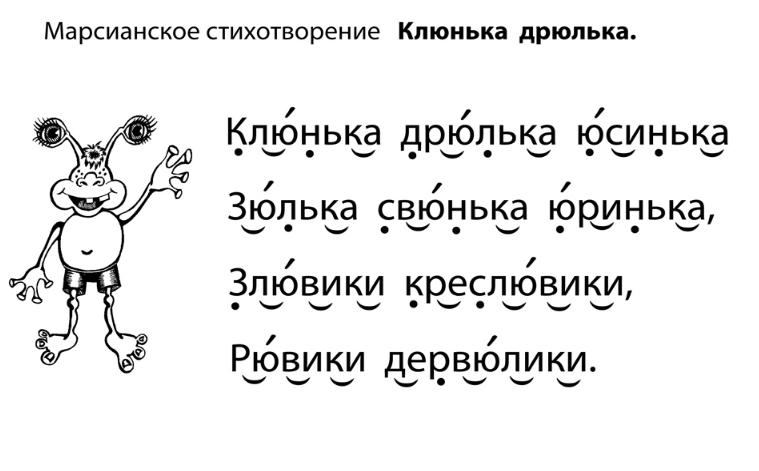 Марсианское стихотворение Клюнька дрюлька.
Клю́нька дрю́лька ю́синька
Зю́лька свю́нька ю́ринька,
Злю́вики креслю́вики,
Рю́вики дервю́лики.